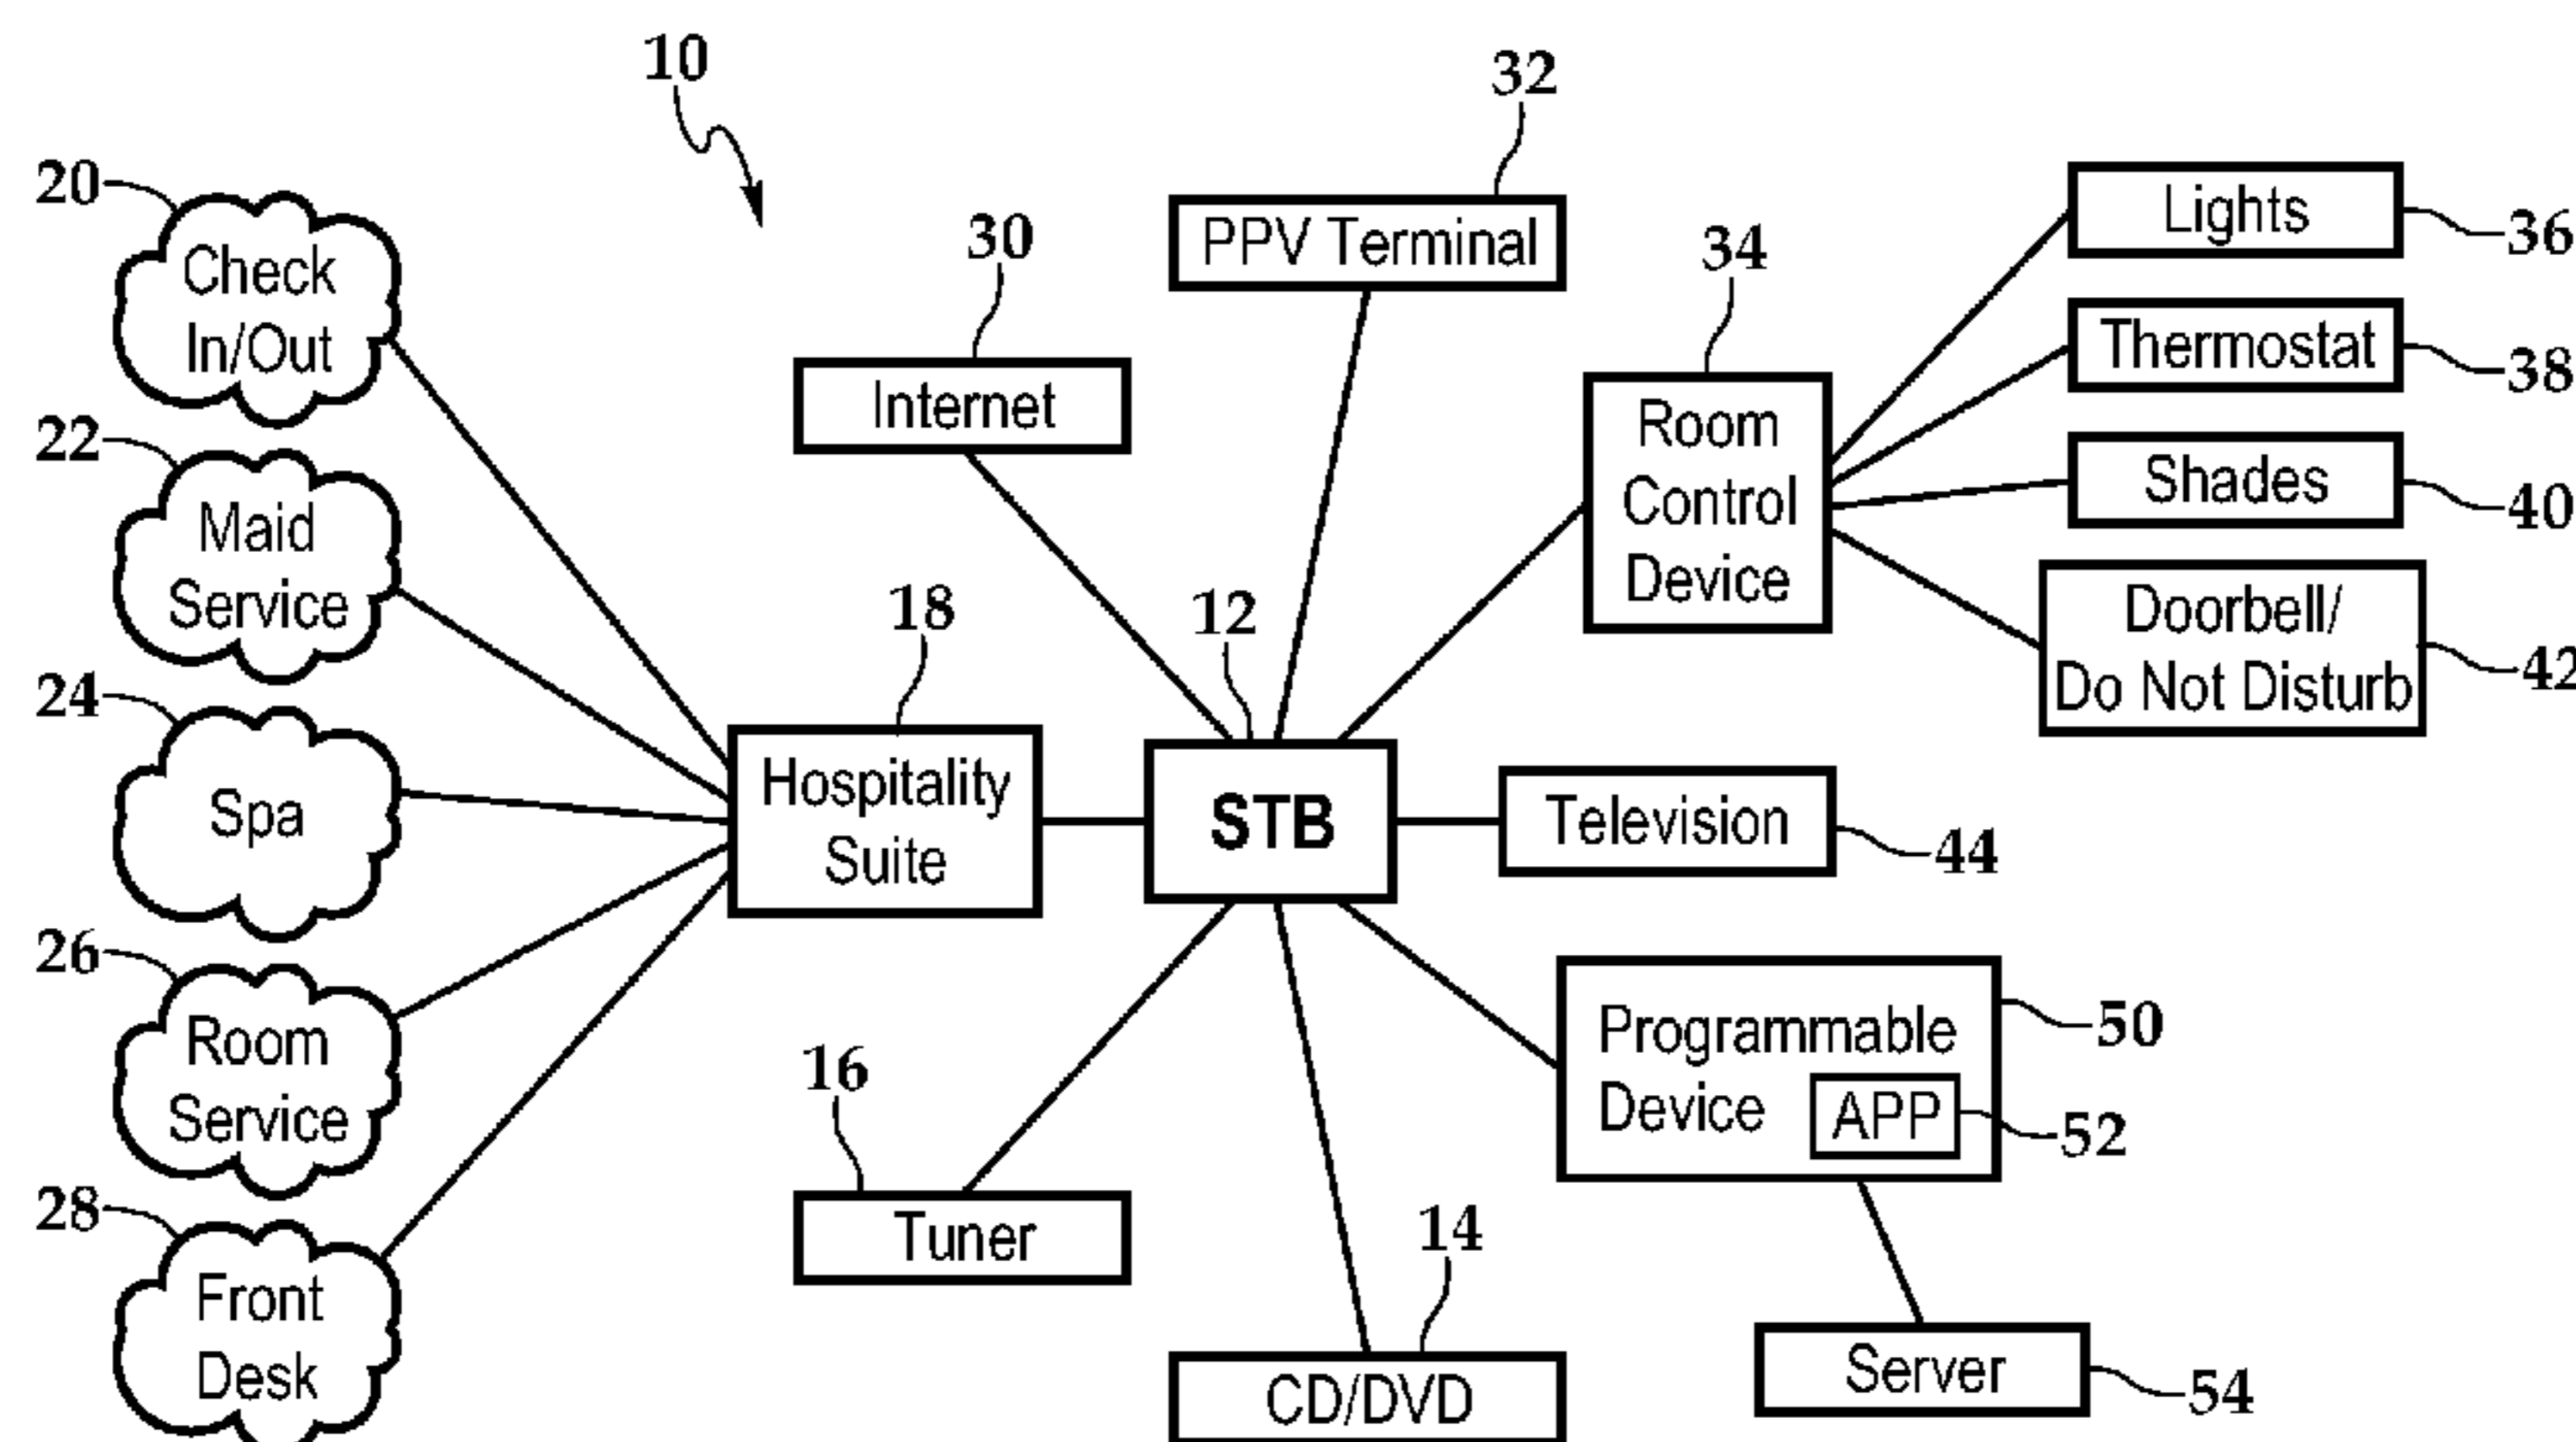 10
32
20
Check
In/Out
30
PPV Terminal
34
Lights
36
Internet
Thermostat
38
Room
Control
Device
Shades
40
22
Maid
Service
18
12
Doorbell/
Do Not Disturb
42
24
Spa
Hospitality
Suite
STB
Television
44
26
Room
Service
16
Programmable
Device
APP
50
52
28
Front
Desk
Tuner
14
CD/DVD
Server
54